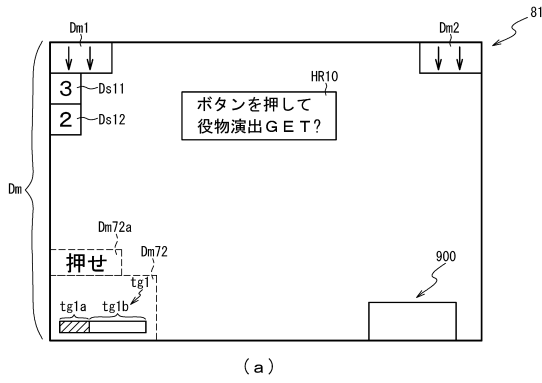 81
Dm1
Dm2
↓ ↓
↓ ↓
HR10
3
Ds11
ボタンを押して
役物演出GET?
2
Ds12
Dm
Dm72a
Dm72
押せ
900
tg1
tg1a
tg1b
(a)